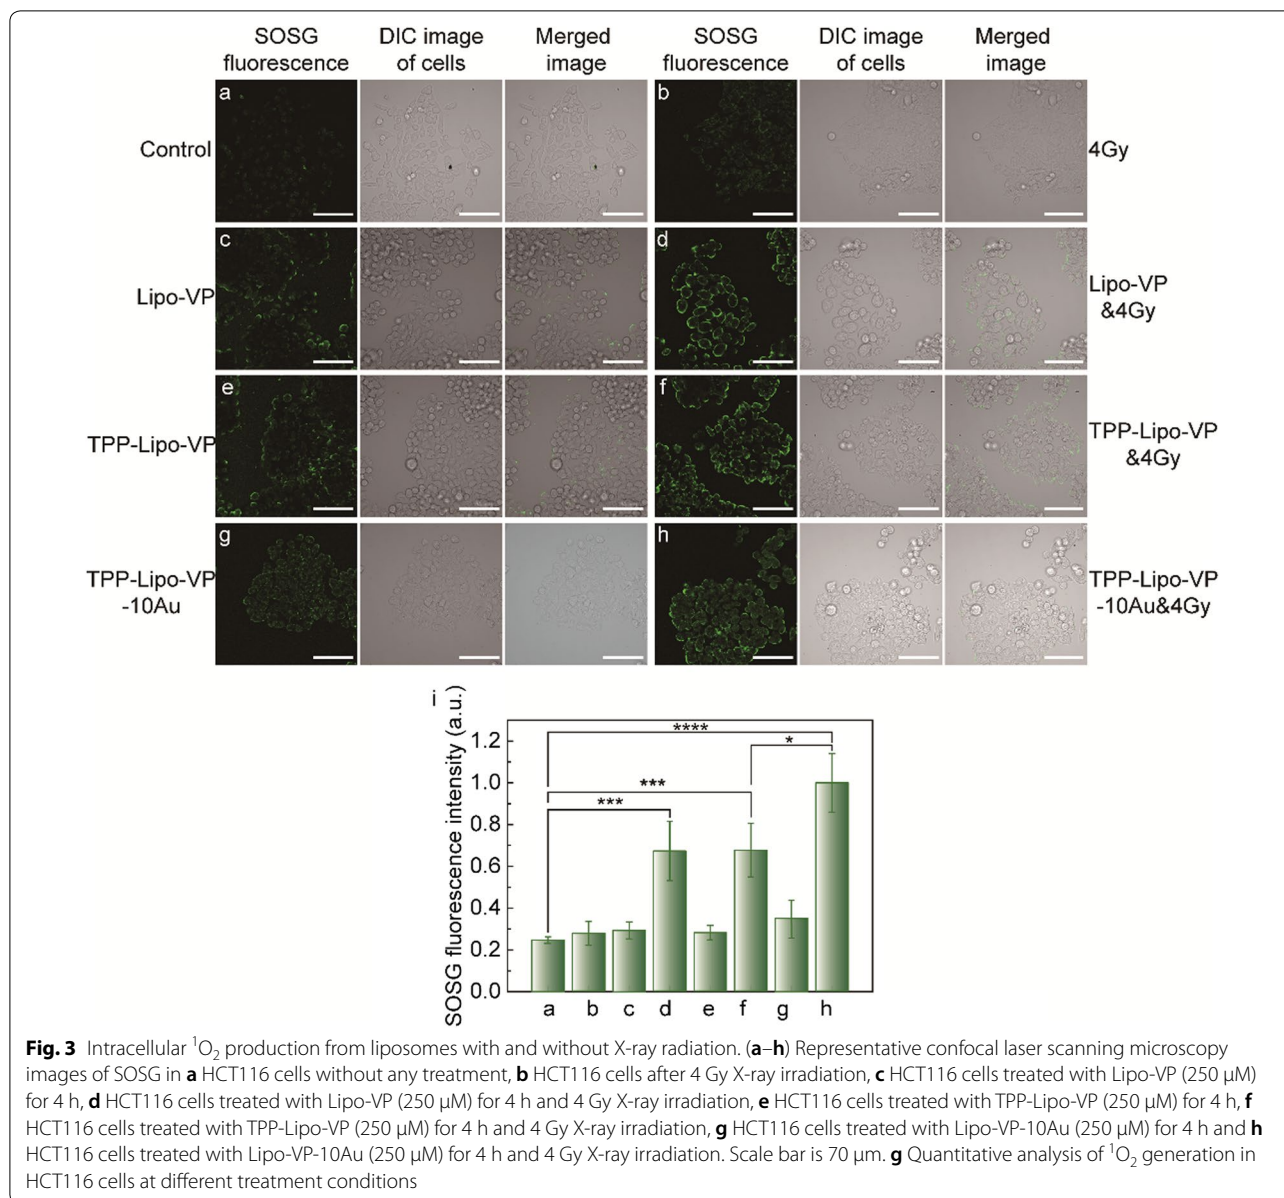 SOSG fluorescence
DIC image of cells
Merged image
SOSG fluorescence
DIC image of cells
Merged image
Control
a
b
4Gy
Lipo-VP
c
d
Lipo-VP
&4Gy
TPP-Lipo-VP
e
f
TPP-Lipo-VP
&4Gy
TPP-Lipo-VP
-10Au
g
h
TPP-Lipo-VP
-10Au&4Gy
i
SOSG fluorescence intensity (a.u.)
1.2
1.0
0.8
0.6
0.4
0.2
0.0
****
*
***
***
a b c d e f g h
Fig. 3 Intracellular ¹O₂ production from liposomes with and without X-ray radiation. (a–h) Representative confocal laser scanning microscopy
images of SOSG in a HCT116 cells without any treatment, b HCT116 cells after 4 Gy X-ray irradiation, c HCT116 cells treated with Lipo-VP (250 μM)
for 4 h, d HCT116 cells treated with Lipo-VP (250 μM) for 4 h and 4 Gy X-ray irradiation, e HCT116 cells treated with TPP-Lipo-VP (250 μM) for 4 h, f
HCT116 cells treated with TPP-Lipo-VP (250 μM) for 4 h and 4 Gy X-ray irradiation, g HCT116 cells treated with Lipo-VP-10Au (250 μM) for 4 h and h
HCT116 cells treated with Lipo-VP-10Au (250 μM) for 4 h and 4 Gy X-ray irradiation. Scale bar is 70 μm. g Quantitative analysis of ¹O₂ generation in
HCT116 cells at different treatment conditions